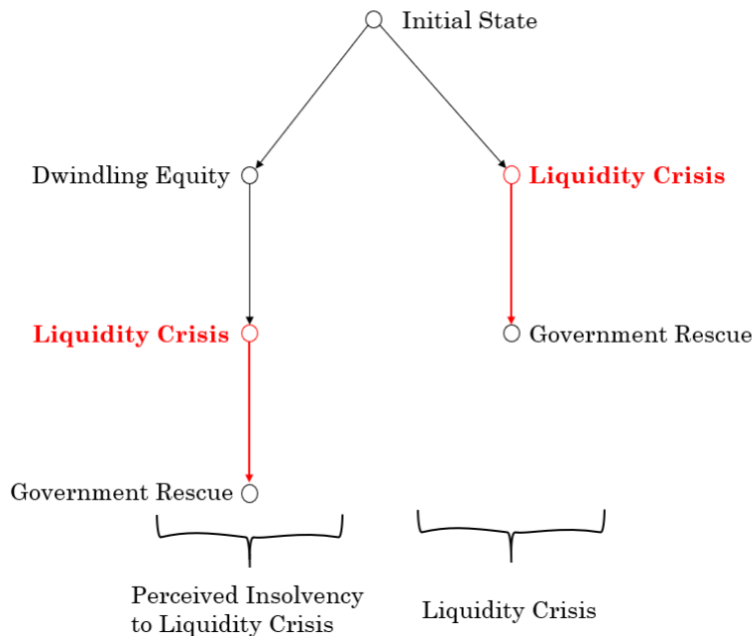 Initial State
Dwindling Equity
Liquidity Crisis
Liquidity Crisis
Government Rescue
Government Rescue
Perceived Insolvency
to Liquidity Crisis
Liquidity Crisis